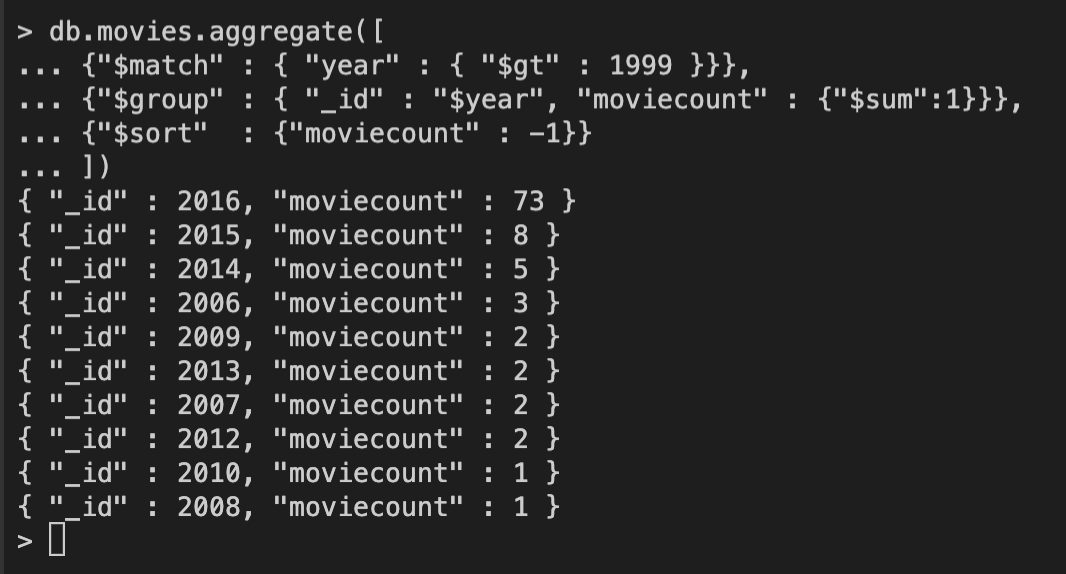 > db.movies.aggregate([
... {"$match" : { "year" : { "$gt" : 1999 }}},
... {"$group" : { "_id" : "$year", "moviecount" : {"$sum":1}}},
... {"$sort"  : {"moviecount" : -1}}
... ])
{ "_id" : 2016, "moviecount" : 73 }
{ "_id" : 2015, "moviecount" : 8 }
{ "_id" : 2014, "moviecount" : 5 }
{ "_id" : 2006, "moviecount" : 3 }
{ "_id" : 2009, "moviecount" : 2 }
{ "_id" : 2013, "moviecount" : 2 }
{ "_id" : 2007, "moviecount" : 2 }
{ "_id" : 2012, "moviecount" : 2 }
{ "_id" : 2010, "moviecount" : 1 }
{ "_id" : 2008, "moviecount" : 1 }
>